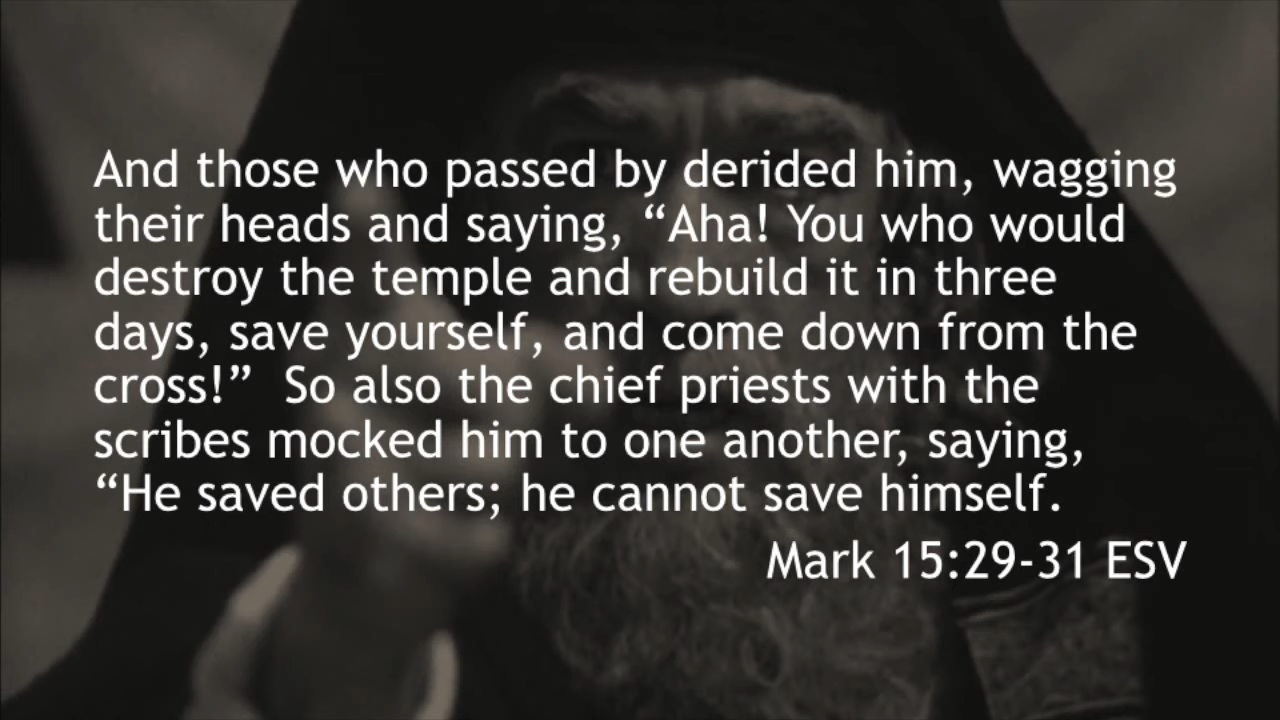 And those who passed by derided him, wagging
their heads and saying, “Aha! You who would
destroy the temple and rebuild it in three
days, save yourself, and come down from the
cross!”  So also the chief priests with the
scribes mocked him to one another, saying,
“He saved others; he cannot save himself.
Mark 15:29-31 ESV